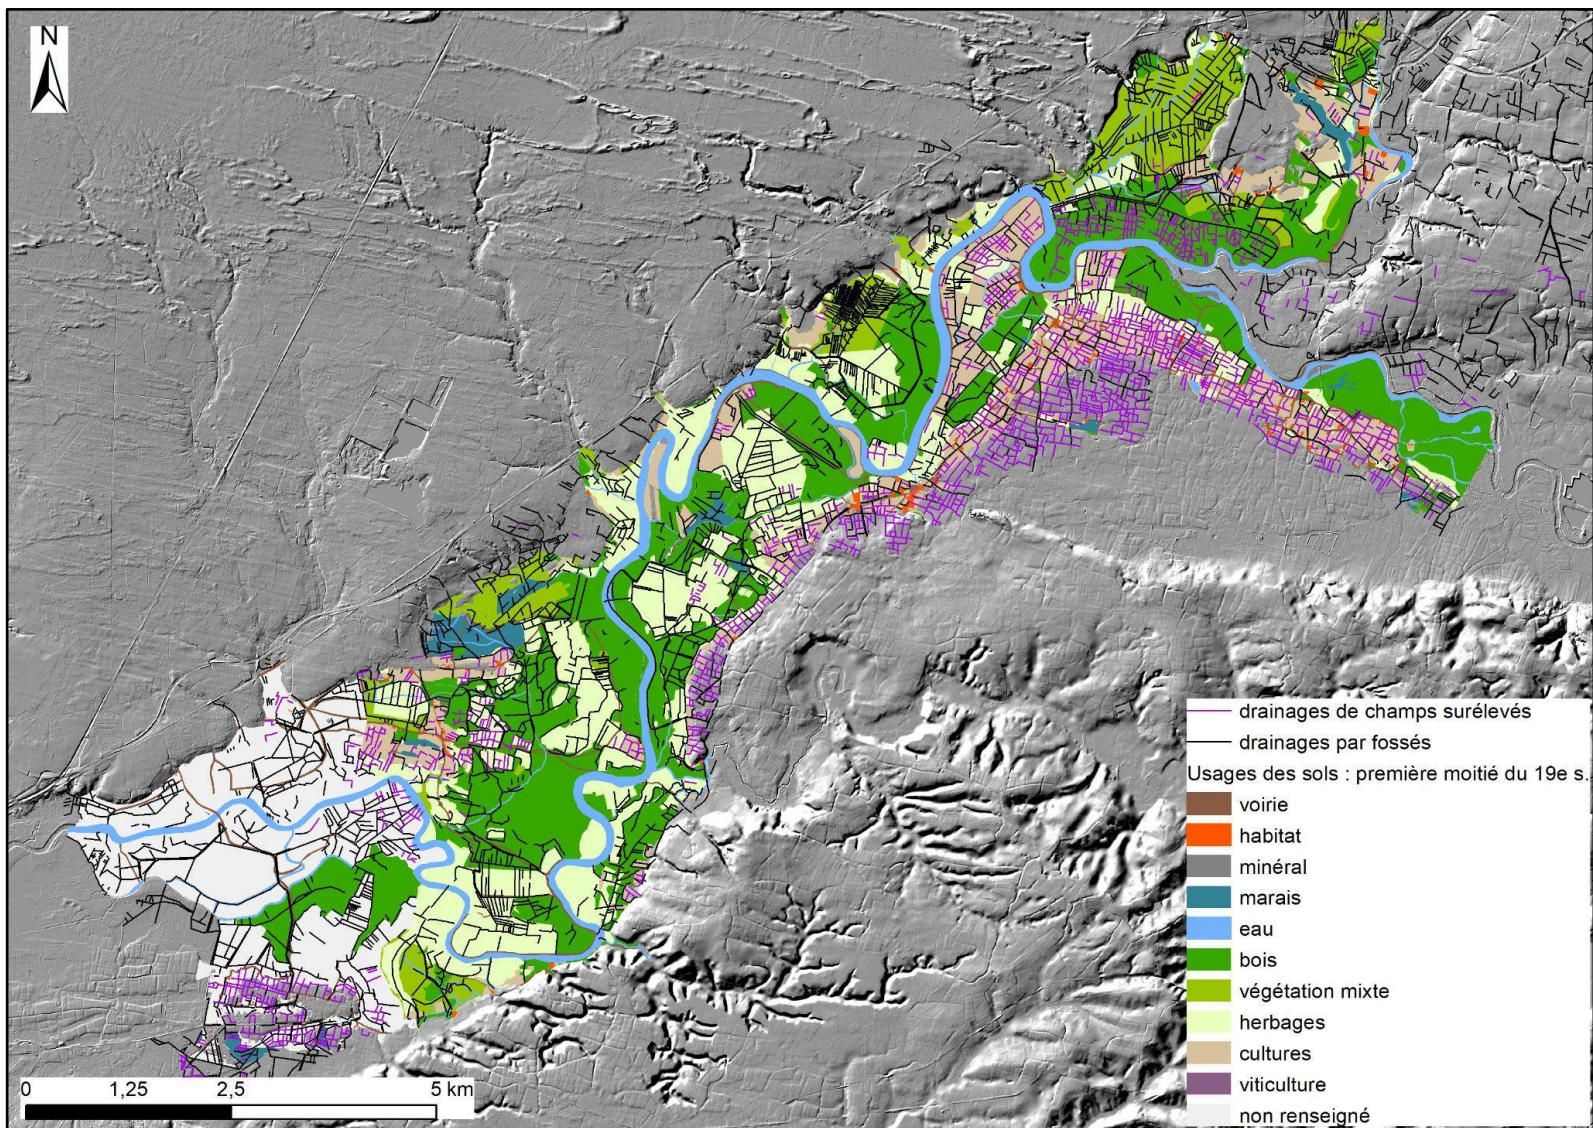 N
drainages de champs surélevés
drainages par fossés
Usages des sols : première moitié du 19e s.
voirie
habitat
minéral
marais
eau
bois
végétation mixte
herbages
cultures
viticulture
non renseigné
0 1,25 2,5 5 km